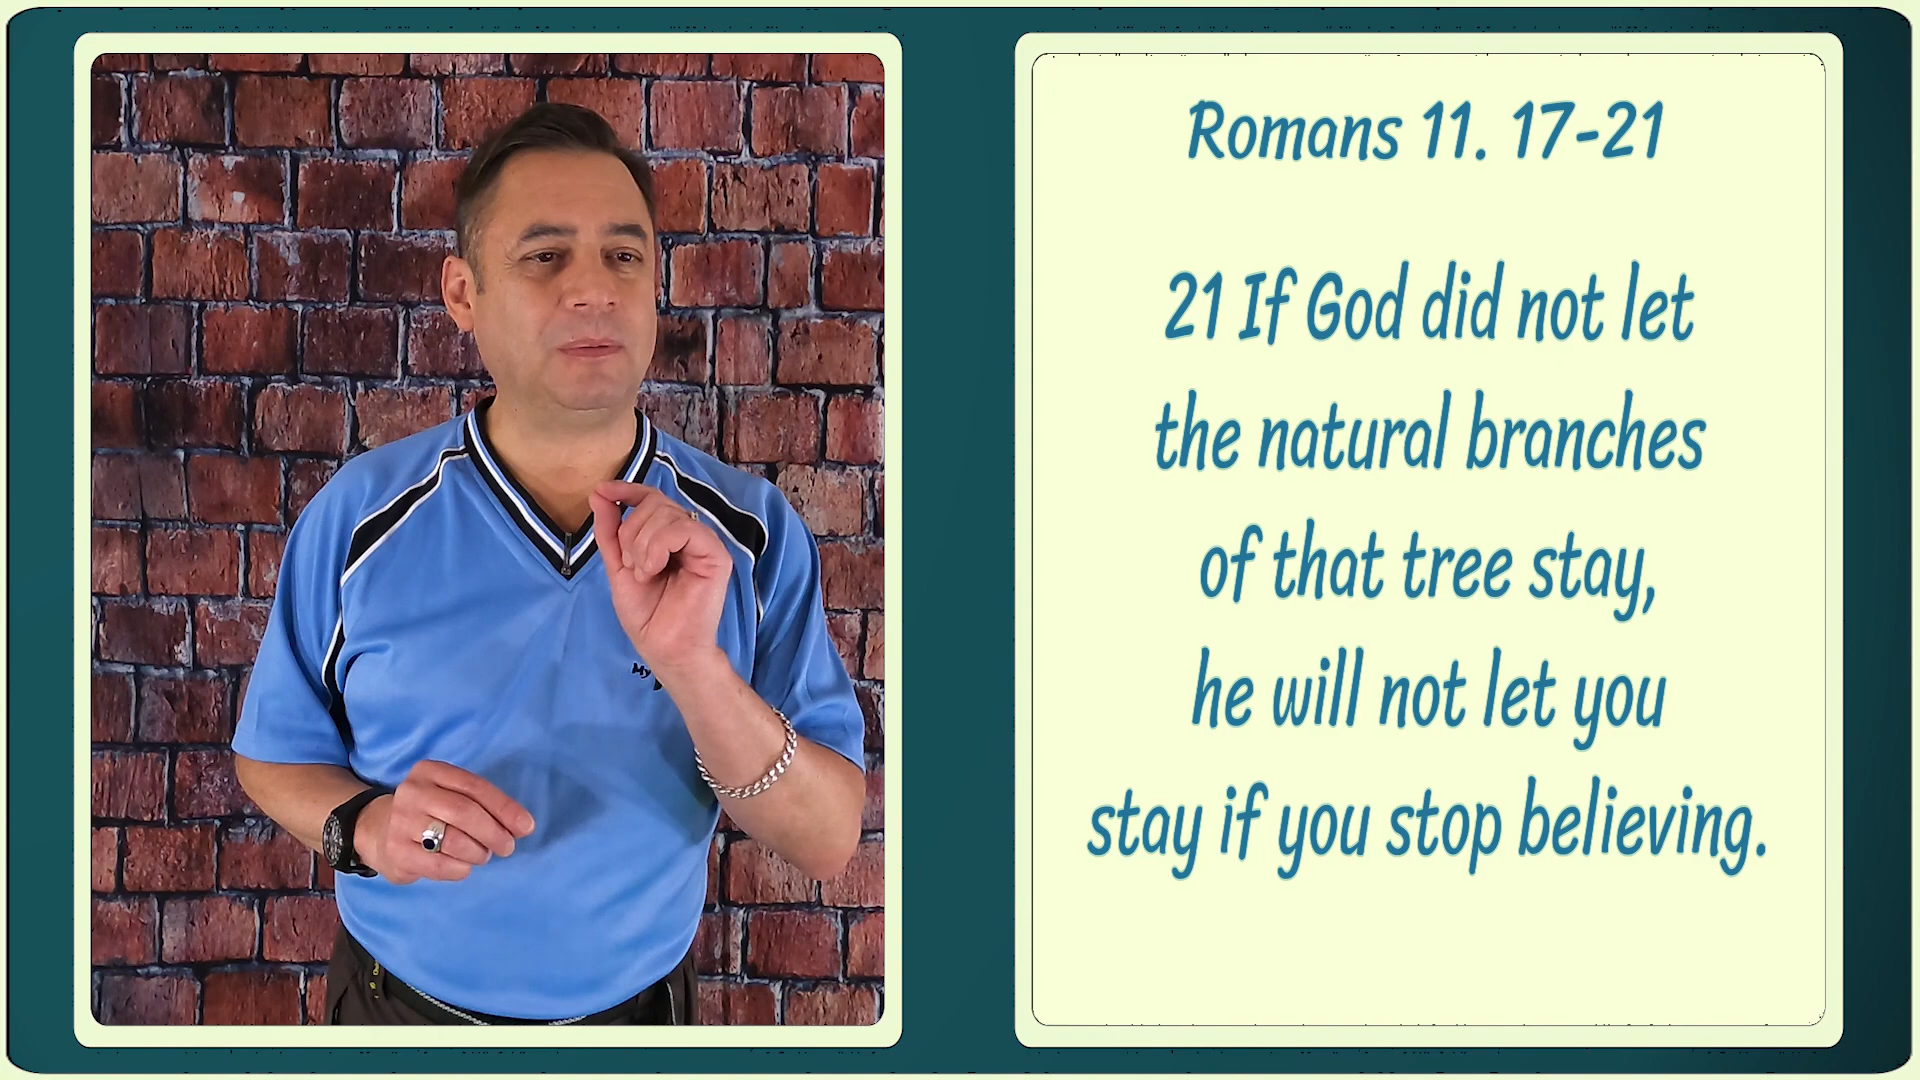 Romans 11. 17-21
21 If God did not let
the natural branches
of that tree stay,
he will not let you
stay if you stop believing.
My